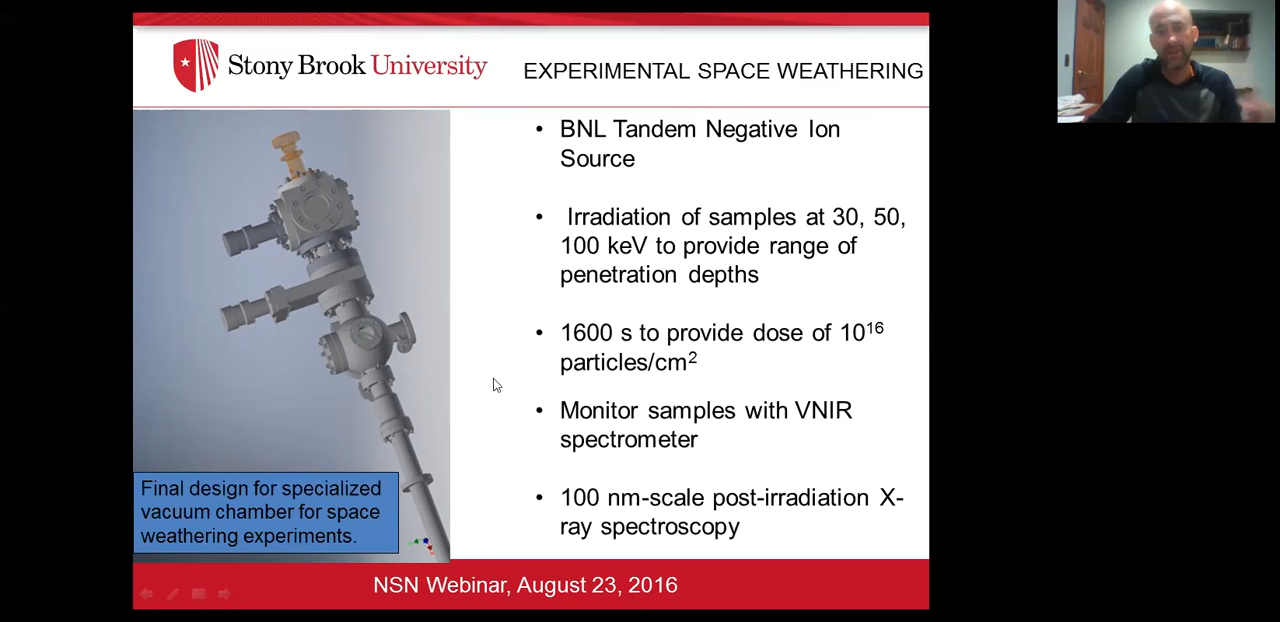 Stony Brook University
EXPERIMENTAL SPACE WEATHERING
• BNL Tandem Negative Ion
Source
• Irradiation of samples at 30, 50,
100 keV to provide range of
penetration depths
• 1600 s to provide dose of 10¹⁶
particles/cm²
• Monitor samples with VNIR
spectrometer
• 100 nm-scale post-irradiation X-
ray spectroscopy
Final design for specialized
vacuum chamber for space
weathering experiments.
NSN Webinar, August 23, 2016